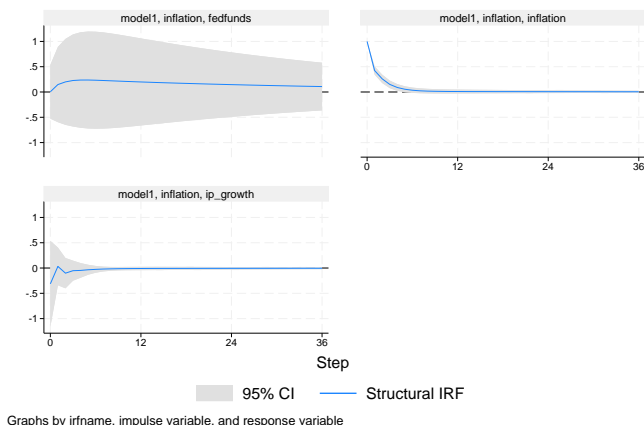 model1, inflation, fedfunds
model1, inflation, inflation
1
.5
0
-.5
-1
0
12
24
36
model1, inflation, ip_growth
1
.5
0
-.5
-1
0
12
24
36
Step
95% CI
Structural IRF
Graphs by irfname, impulse variable, and response variable